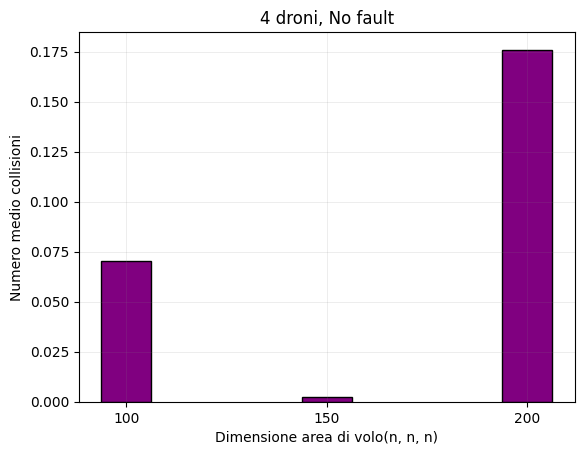 4 droni, No fault
Numero medio collisioni
0.175
0.150
0.125
0.100
0.075
0.050
0.025
0.000
100 150 200
Dimensione area di volo(n, n, n)